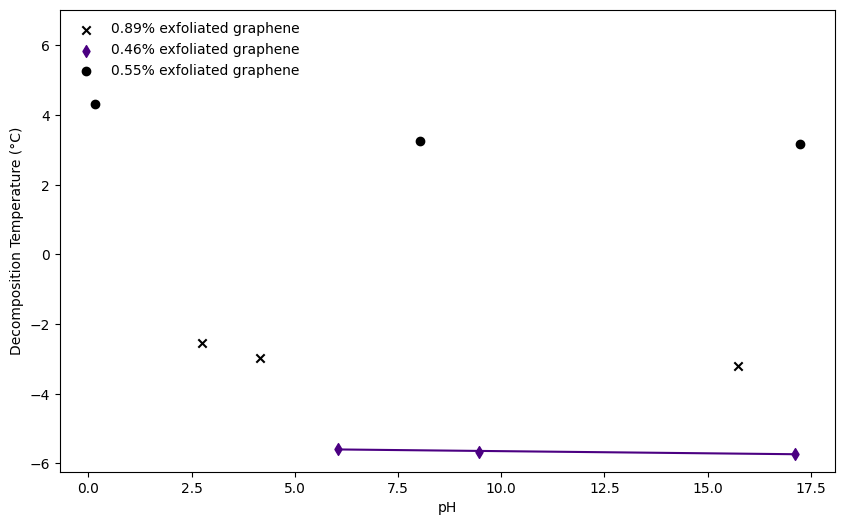 0.89% exfoliated graphene
0.46% exfoliated graphene
0.55% exfoliated graphene
Decomposition Temperature (°C)
6
4
2
0
−2
−4
−6
0.0 2.5 5.0 7.5 10.0 12.5 15.0 17.5
pH